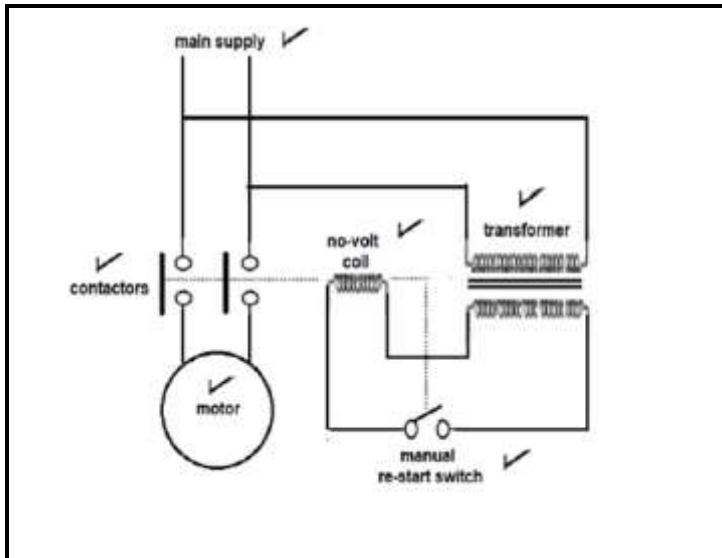 main supply
transformer
no-volt
coil
contactors
motor
manual
re-start switch